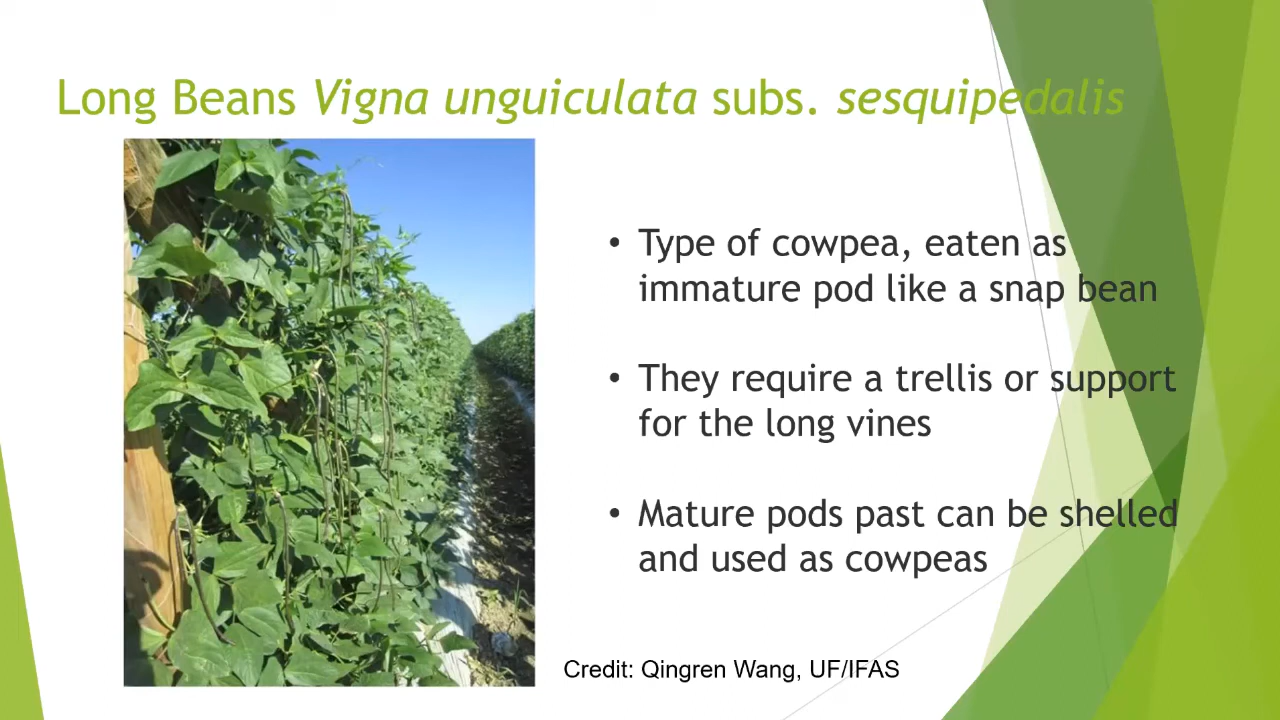 Long Beans Vigna unguiculata subs. sesquipedalis
• Type of cowpea, eaten as
immature pod like a snap bean
• They require a trellis or support
for the long vines
• Mature pods past can be shelled
and used as cowpeas
Credit: Qingren Wang, UF/IFAS